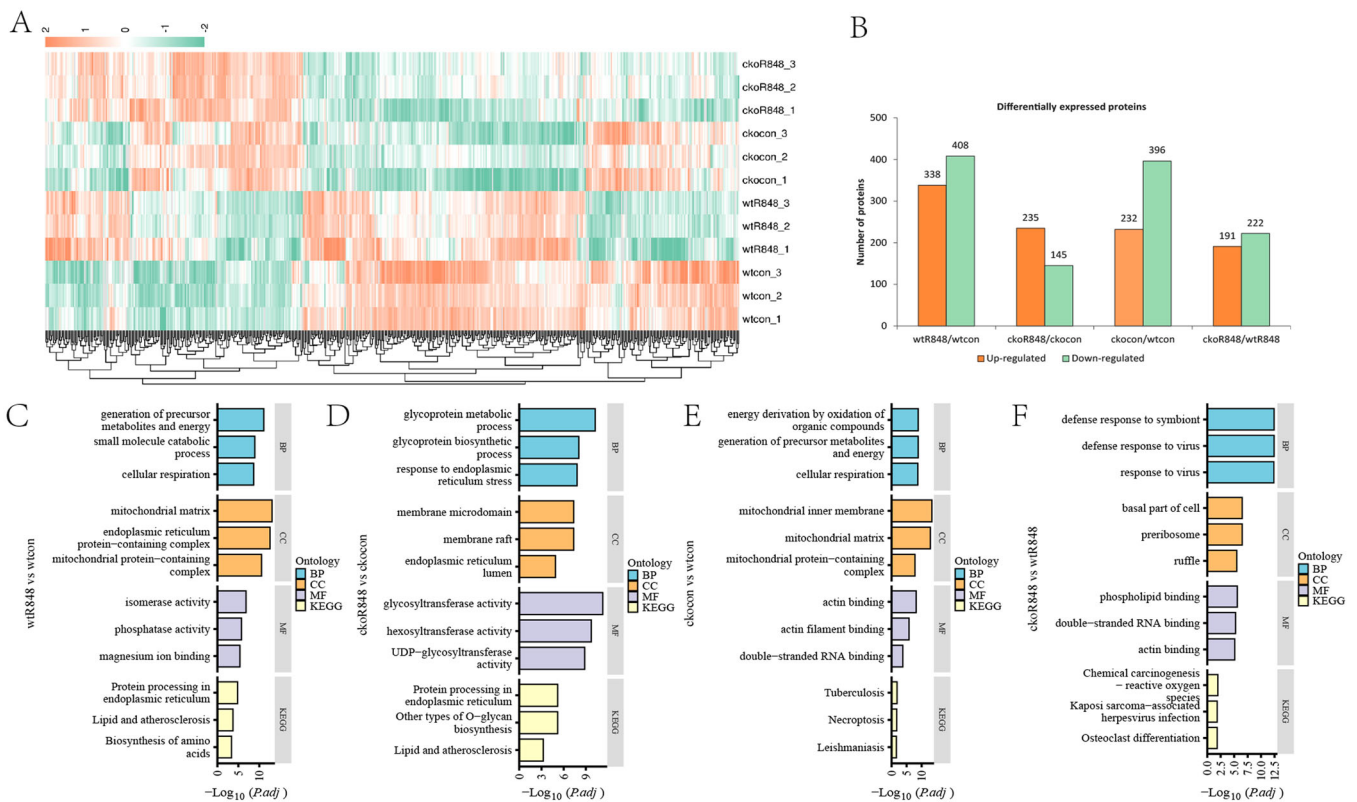 A
2
1
0
-1
-2
ckoR848_3
ckoR848_2
ckoR848_1
ckocon_3
ckocon_2
ckocon_1
wtR848_3
wtR848_2
wtR848_1
wtcon_3
wtcon_2
wtcon_1
B
Differentially expressed proteins
Number of proteins
500
400
300
200
100
0
338
408
235
145
232
396
191
222
wtR848/wtcon
ckoR848/ckocon
ckocon/wtcon
ckoR848/wtR848
Up-regulated
Down-regulated
C
wtR848 vs wtcon
generation of precursor
metabolites and energy
small molecule catabolic
process
cellular respiration
BP
mitochondrial matrix
endoplasmic reticulum
protein−containing complex
mitochondrial protein−containing
complex
CC
isomerase activity
phosphatase activity
magnesium ion binding
MF
Protein processing in
endoplasmic reticulum
Lipid and atherosclerosis
Biosynthesis of amino
acids
KEGG
0
5
10
−Log10 (P.adj )
Ontology
BP
CC
MF
KEGG
D
ckoR848 vs ckocon
glycoprotein metabolic
process
glycoprotein biosynthetic
process
response to endoplasmic
reticulum stress
BP
membrane microdomain
membrane raft
endoplasmic reticulum
lumen
CC
glycosyltransferase activity
hexosyltransferase activity
UDP−glycosyltransferase
activity
MF
Protein processing in
endoplasmic reticulum
Other types of O−glycan
biosynthesis
Lipid and atherosclerosis
KEGG
0
3
6
9
−Log10 (P.adj )
Ontology
BP
CC
MF
KEGG
E
ckocon vs wtcon
energy derivation by oxidation of
organic compounds
generation of precursor metabolites
and energy
cellular respiration
BP
mitochondrial inner membrane
mitochondrial matrix
mitochondrial protein−containing
complex
CC
actin binding
actin filament binding
double−stranded RNA binding
MF
Tuberculosis
Necroptosis
Leishmaniasis
KEGG
0
5
10
−Log10 (P.adj )
Ontology
BP
CC
MF
KEGG
F
ckoR848 vs wtR848
defense response to symbiont
defense response to virus
response to virus
BP
basal part of cell
preribosome
ruffle
CC
phospholipid binding
double−stranded RNA binding
actin binding
MF
Chemical carcinogenesis
− reactive oxygen
species
Kaposi sarcoma−associated
herpesvirus infection
Osteoclast differentiation
KEGG
0.0
2.5
5.0
7.5
10.0
12.5
−Log10 (P.adj )
Ontology
BP
CC
MF
KEGG